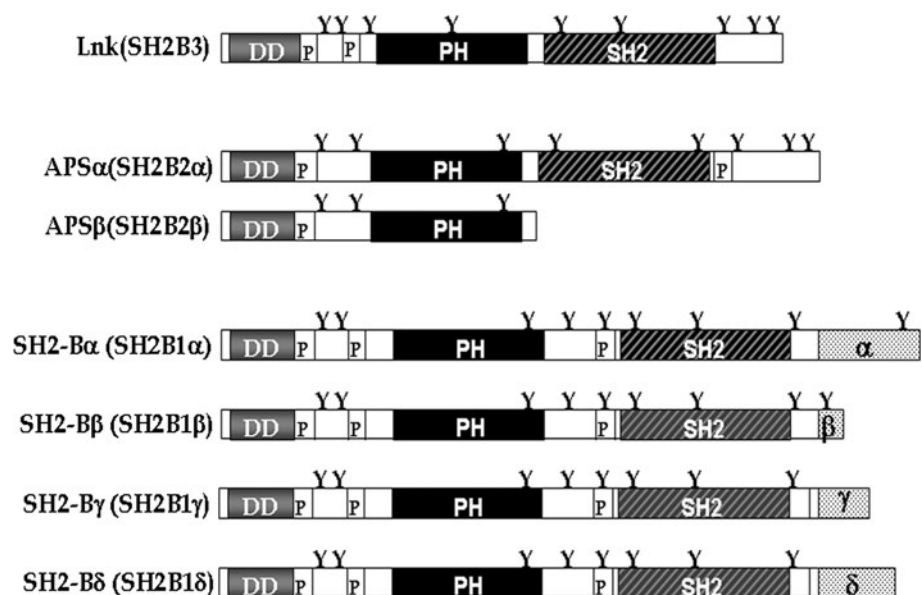 Y Y Y Y Y Y Y Y Y
Lnk(SH2B3) DD P P PH SH2
Y Y Y Y Y Y Y Y
APSα(SH2B2α) DD P PH SH2 P
Y Y Y
APSβ(SH2B2β) DD P PH
Y Y Y Y Y Y Y Y Y
SH2-Bα (SH2B1α) DD P P PH P SH2 α
Y Y Y Y Y Y Y Y Y
SH2-Bβ (SH2B1β) DD P P PH P SH2 β
Y Y Y Y Y Y Y Y
SH2-Bγ (SH2B1γ) DD P P PH P SH2 γ
Y Y Y Y Y Y Y Y
SH2-Bδ (SH2B1δ) DD P P PH P SH2 δ